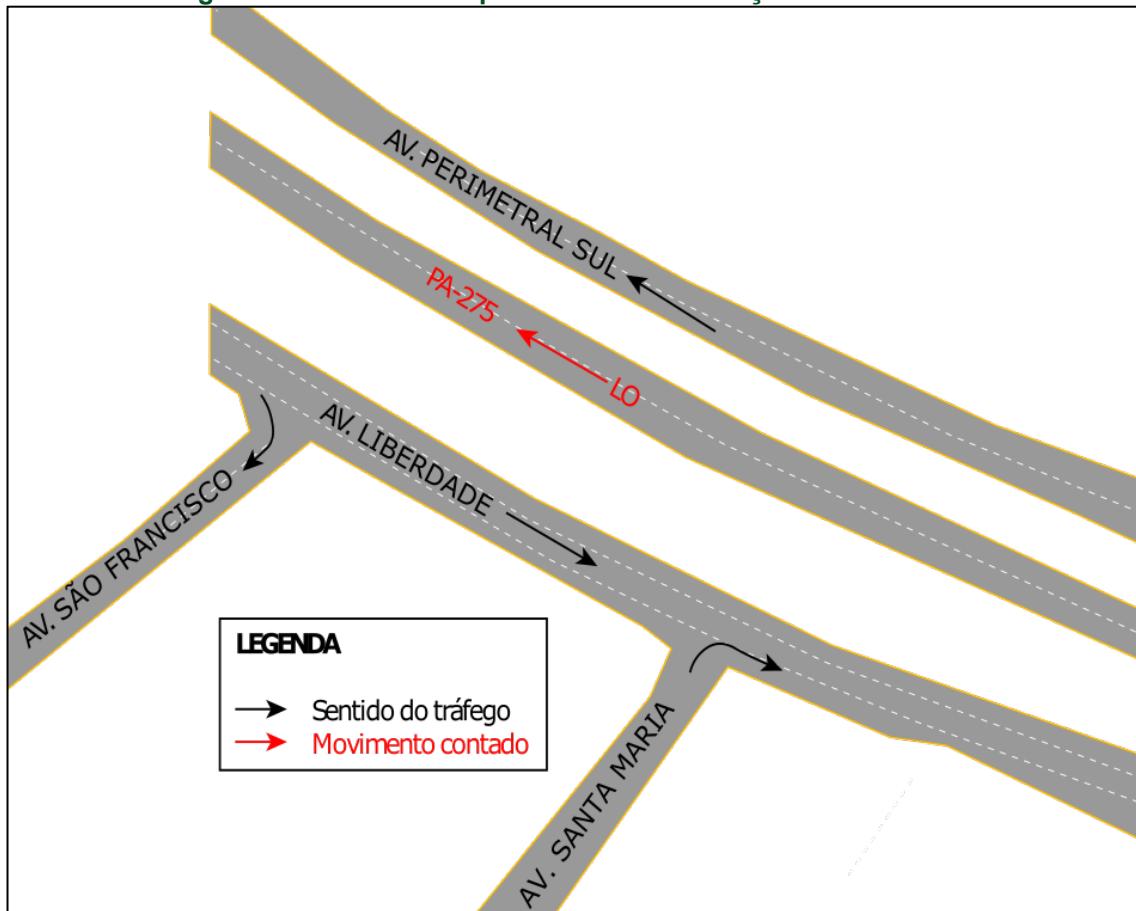 AV. PERIMETRAL SUL
PA-275
LO
AV. LIBERDADE
AV. SÃO FRANCISCO
AV. SANTA MARIA
LEGENDA
Sentido do tráfego
Movimento contado